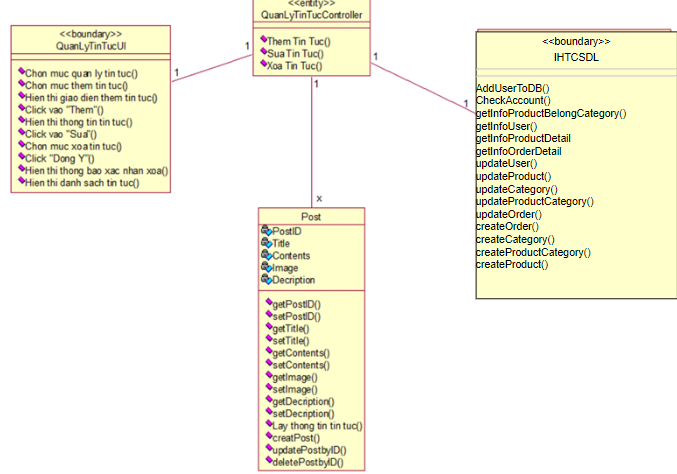 <<boundary>>
QuanLyTinTucUI
Chon muc quan ly tin tuc()
Chon muc them tin tuc()
Hien thi giao dien them tin tuc()
Click vao "Them"()
Hien thi thong tin tin tuc()
Click vao "Sua"()
Chon muc xoa tin tuc()
Click "Dong Y"()
Hien thi thong bao xac nhan xoa()
Hien thi danh sach tin tuc()
1
<<entity>>
QuanLyTinTucController
Them Tin Tuc()
Sua Tin Tuc()
Xoa Tin Tuc()
1
1
1
1
x
<<boundary>>
IHTCSDL
AddUserToDB()
CheckAccount()
getInfoProductBelongCategory()
getInfoUser()
getInfoProductDetail
getInfoOrderDetail
updateUser()
updateProduct()
updateCategory()
updateProductCategory()
updateOrder()
createOrder()
createCategory()
createProductCategory()
createProduct()
Post
PostID
Title
Contents
Image
Decription
getPostID()
setPostID()
getTitle()
setTitle()
getContents()
setContents()
getImage()
setImage()
getDecription()
setDecription()
Lay thong tin tin tuc()
creatPost()
updatePostbyID()
deletePostbyID()